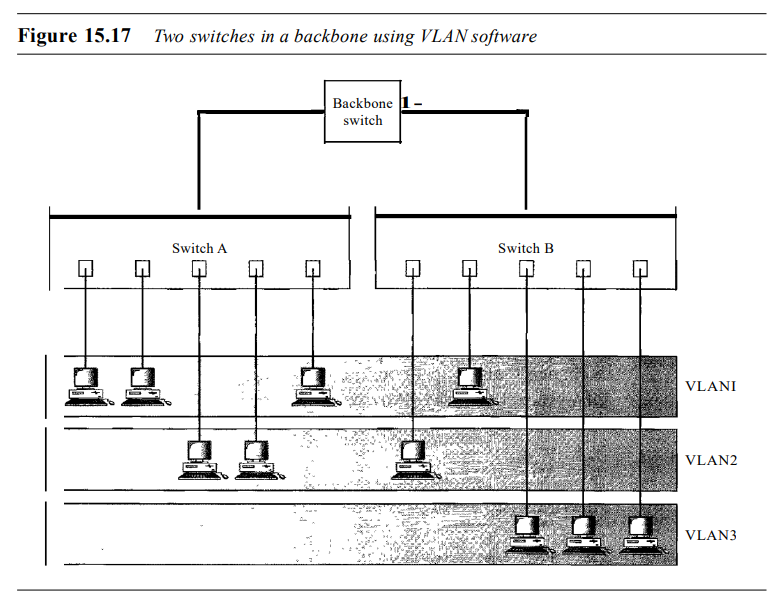 Figure 15.17 Two switches in a backbone using VLAN software
Backbone 1-
switch
Switch A
Switch B
VLANI
VLAN2
VLAN3